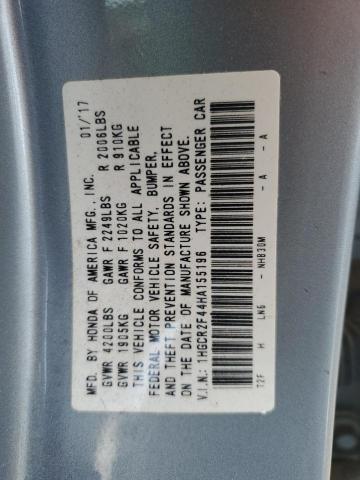 MFD. BY HONDA OF AMERICA MFG., INC. 01/'17
GVWR 4200LBS GAWR F 2249LBS R 2006LBS
GVWR 1905KG GAWR F 1020KG R 910KG
THIS VEHICLE CONFORMS TO ALL APPLICABLE
FEDERAL MOTOR VEHICLE SAFETY, BUMPER,
AND THEFT PREVENTION STANDARDS IN EFFECT
ON THE DATE OF MANUFACTURE SHOWN ABOVE.
V.I.N.: 1HGCR2F44HA155196 TYPE: PASSENGER CAR
T2F H LN6 - NH830M - A - A